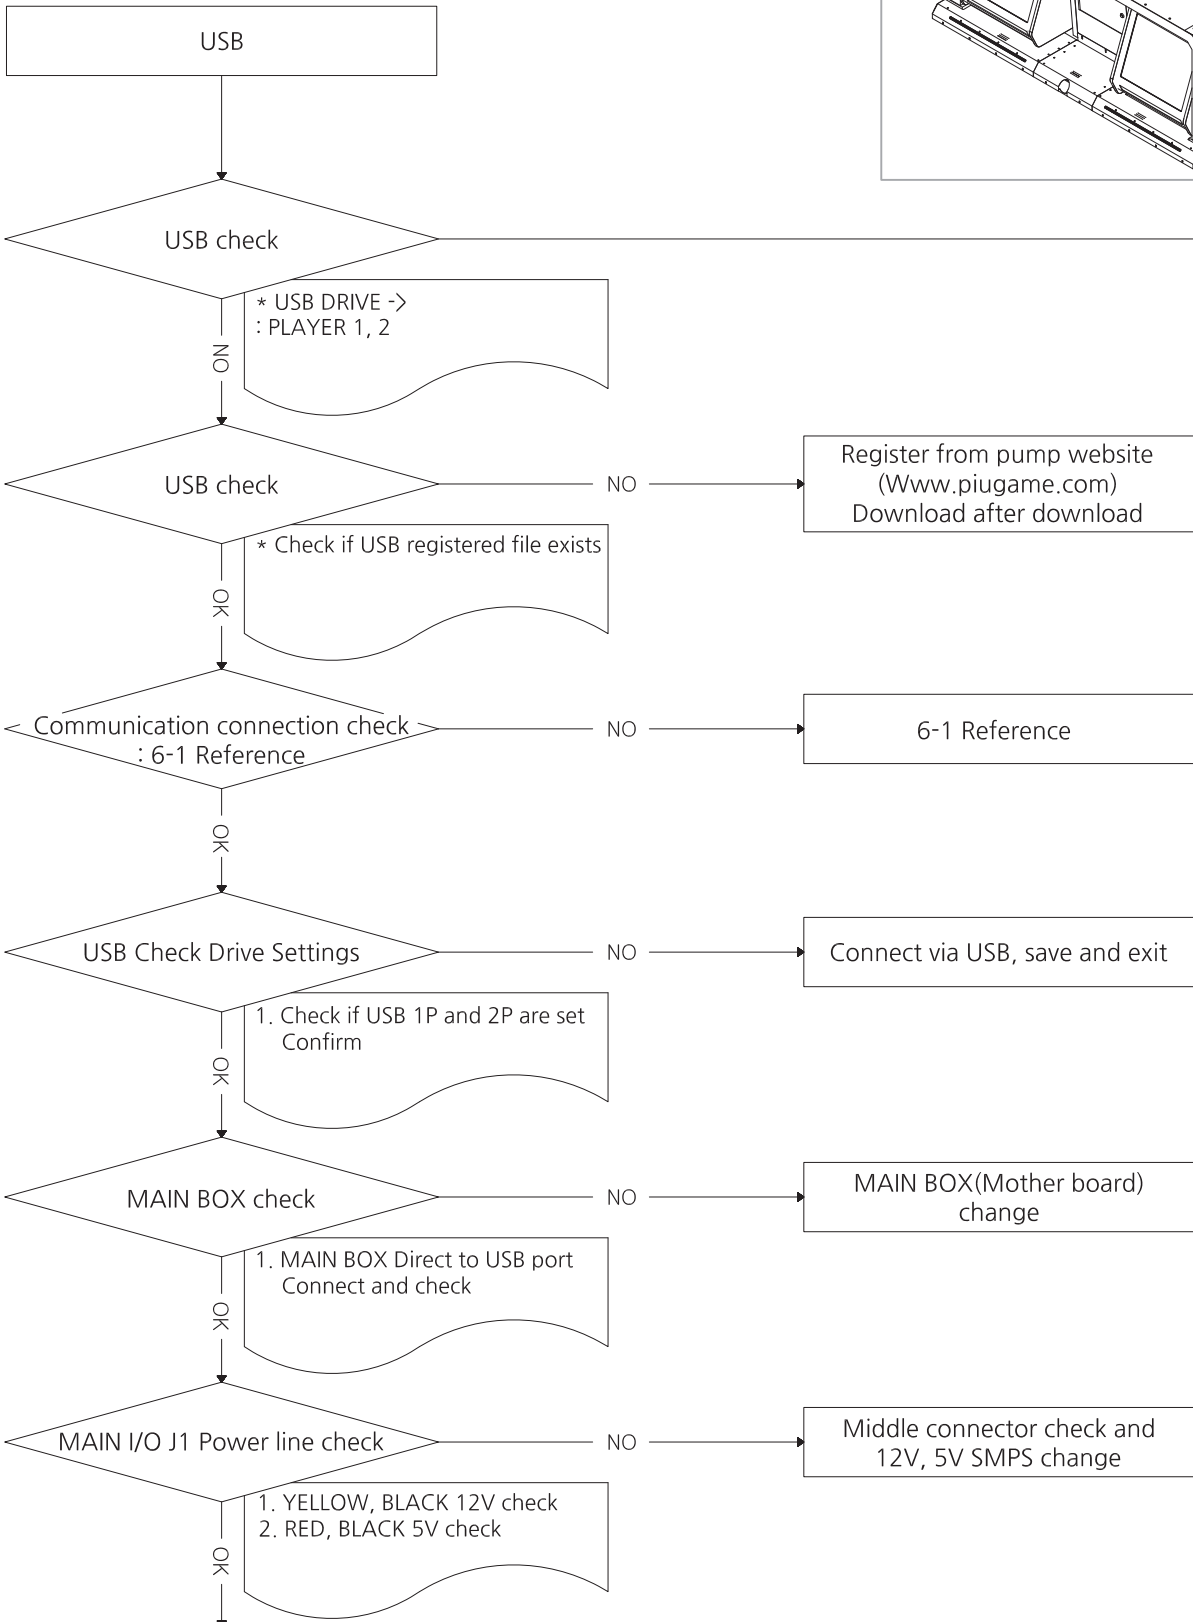 USB
USB check
* USB DRIVE ->
: PLAYER 1, 2
NO
USB check
NO
Register from pump website
(Www.piugame.com)
Download after download
* Check if USB registered file exists
OK
Communication connection check
: 6-1 Reference
NO
6-1 Reference
OK
USB Check Drive Settings
NO
Connect via USB, save and exit
1. Check if USB 1P and 2P are set
Confirm
OK
MAIN BOX check
NO
MAIN BOX(Mother board)
change
1. MAIN BOX Direct to USB port
Connect and check
OK
MAIN I/O J1 Power line check
NO
Middle connector check and
12V, 5V SMPS change
1. YELLOW, BLACK 12V check
2. RED, BLACK 5V check
OK